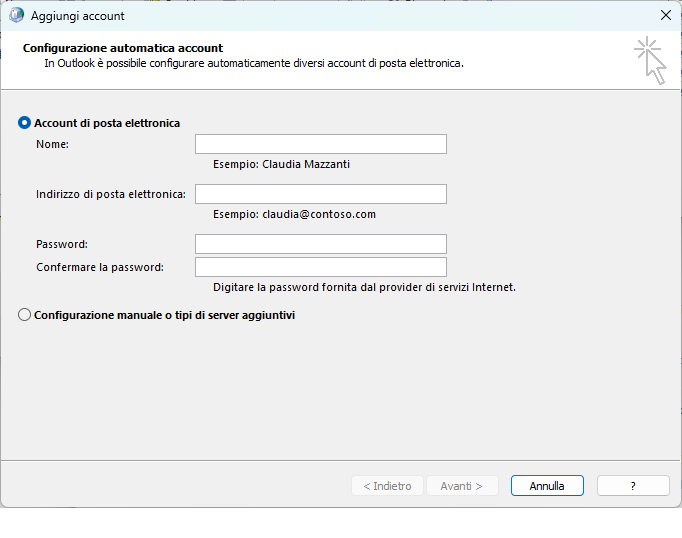 Aggiungi account
Configurazione automatica account
In Outlook è possibile configurare automaticamente diversi account di posta elettronica.
Account di posta elettronica
Nome:
Esempio: Claudia Mazzanti
Indirizzo di posta elettronica:
Esempio: claudia@contoso.com
Password:
Confermare la password:
Digitare la password fornita dal provider di servizi Internet.
Configurazione manuale o tipi di server aggiuntivi
< Indietro Avanti > Annulla ?